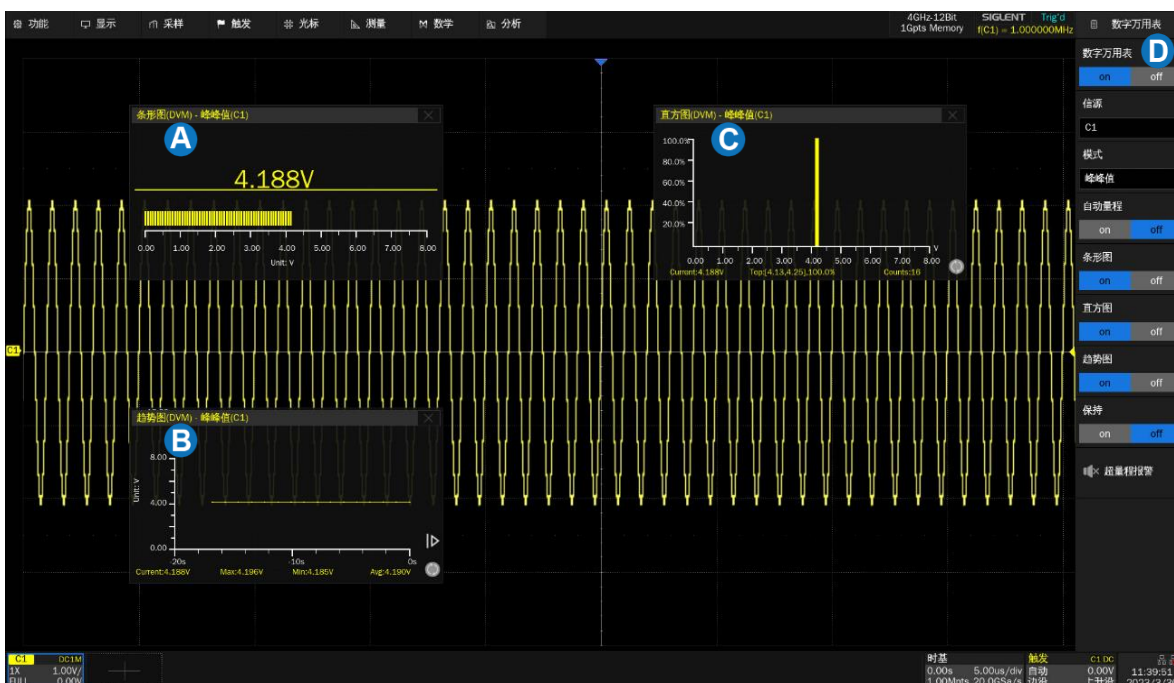 功能 显示 采样 触发 光标 测量 数学 分析
4GHz-12Bit SIGLENT Trig'd
1Gpts Memory f(C1) = 1.000000MHz
数字万用表
数字万用表 D
on off
信源
C1
模式
峰峰值
自动量程
on off
条形图
on off
直方图
on off
趋势图
on off
保持
on off
超量程报警
条形图(DVM) - 峰峰值(C1)
A
4.188V
0.00 1.00 2.00 3.00 4.00 5.00 6.00 7.00 8.00
Unit: V
直方图(DVM) - 峰峰值(C1)
C
100.0%
80.0%
60.0%
40.0%
20.0%
V
0.00 1.00 2.00 3.00 4.00 5.00 6.00 7.00 8.00
Current:4.188V Top:[4.13,4.25],100.0% Counts:16
C1
趋势图(DVM) - 峰峰值(C1)
B
8.00
Unit: V
4.00
0.00
-20s -10s 0s
Current:4.188V Max:4.196V Min:4.185V Avg:4.190V
C1 DC1M
1X 1.00V/
FULL 0.00V
时基
0.00s 5.00us/div
1.00Mpts 20.0GSa/s
触发 C1 DC
自动 0.00V
边沿 上升沿
11:39:51